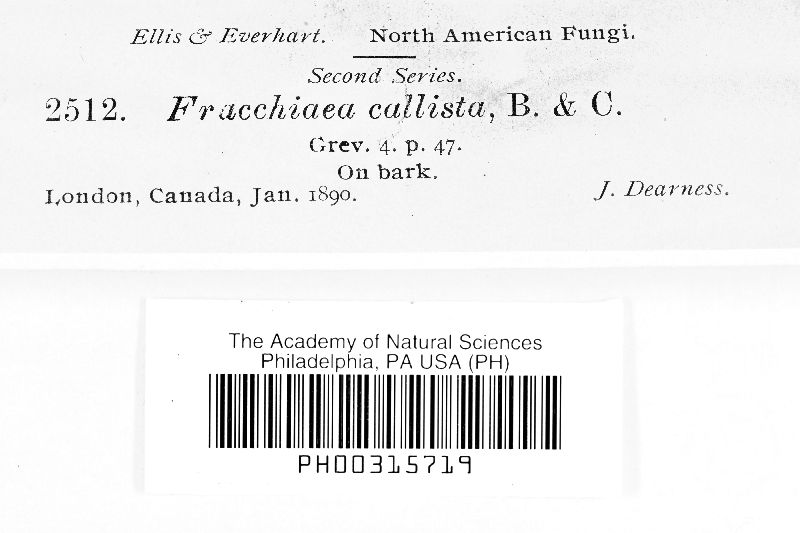 Ellis & Everhart. North American Fungi.
Second Series.
2512. Fracchiaea callista, B. & C.
Grev. 4. p. 47.
On bark.
London, Canada, Jan. 1890. J. Dearness.
The Academy of Natural Sciences
Philadelphia, PA USA (PH)
PH00315719